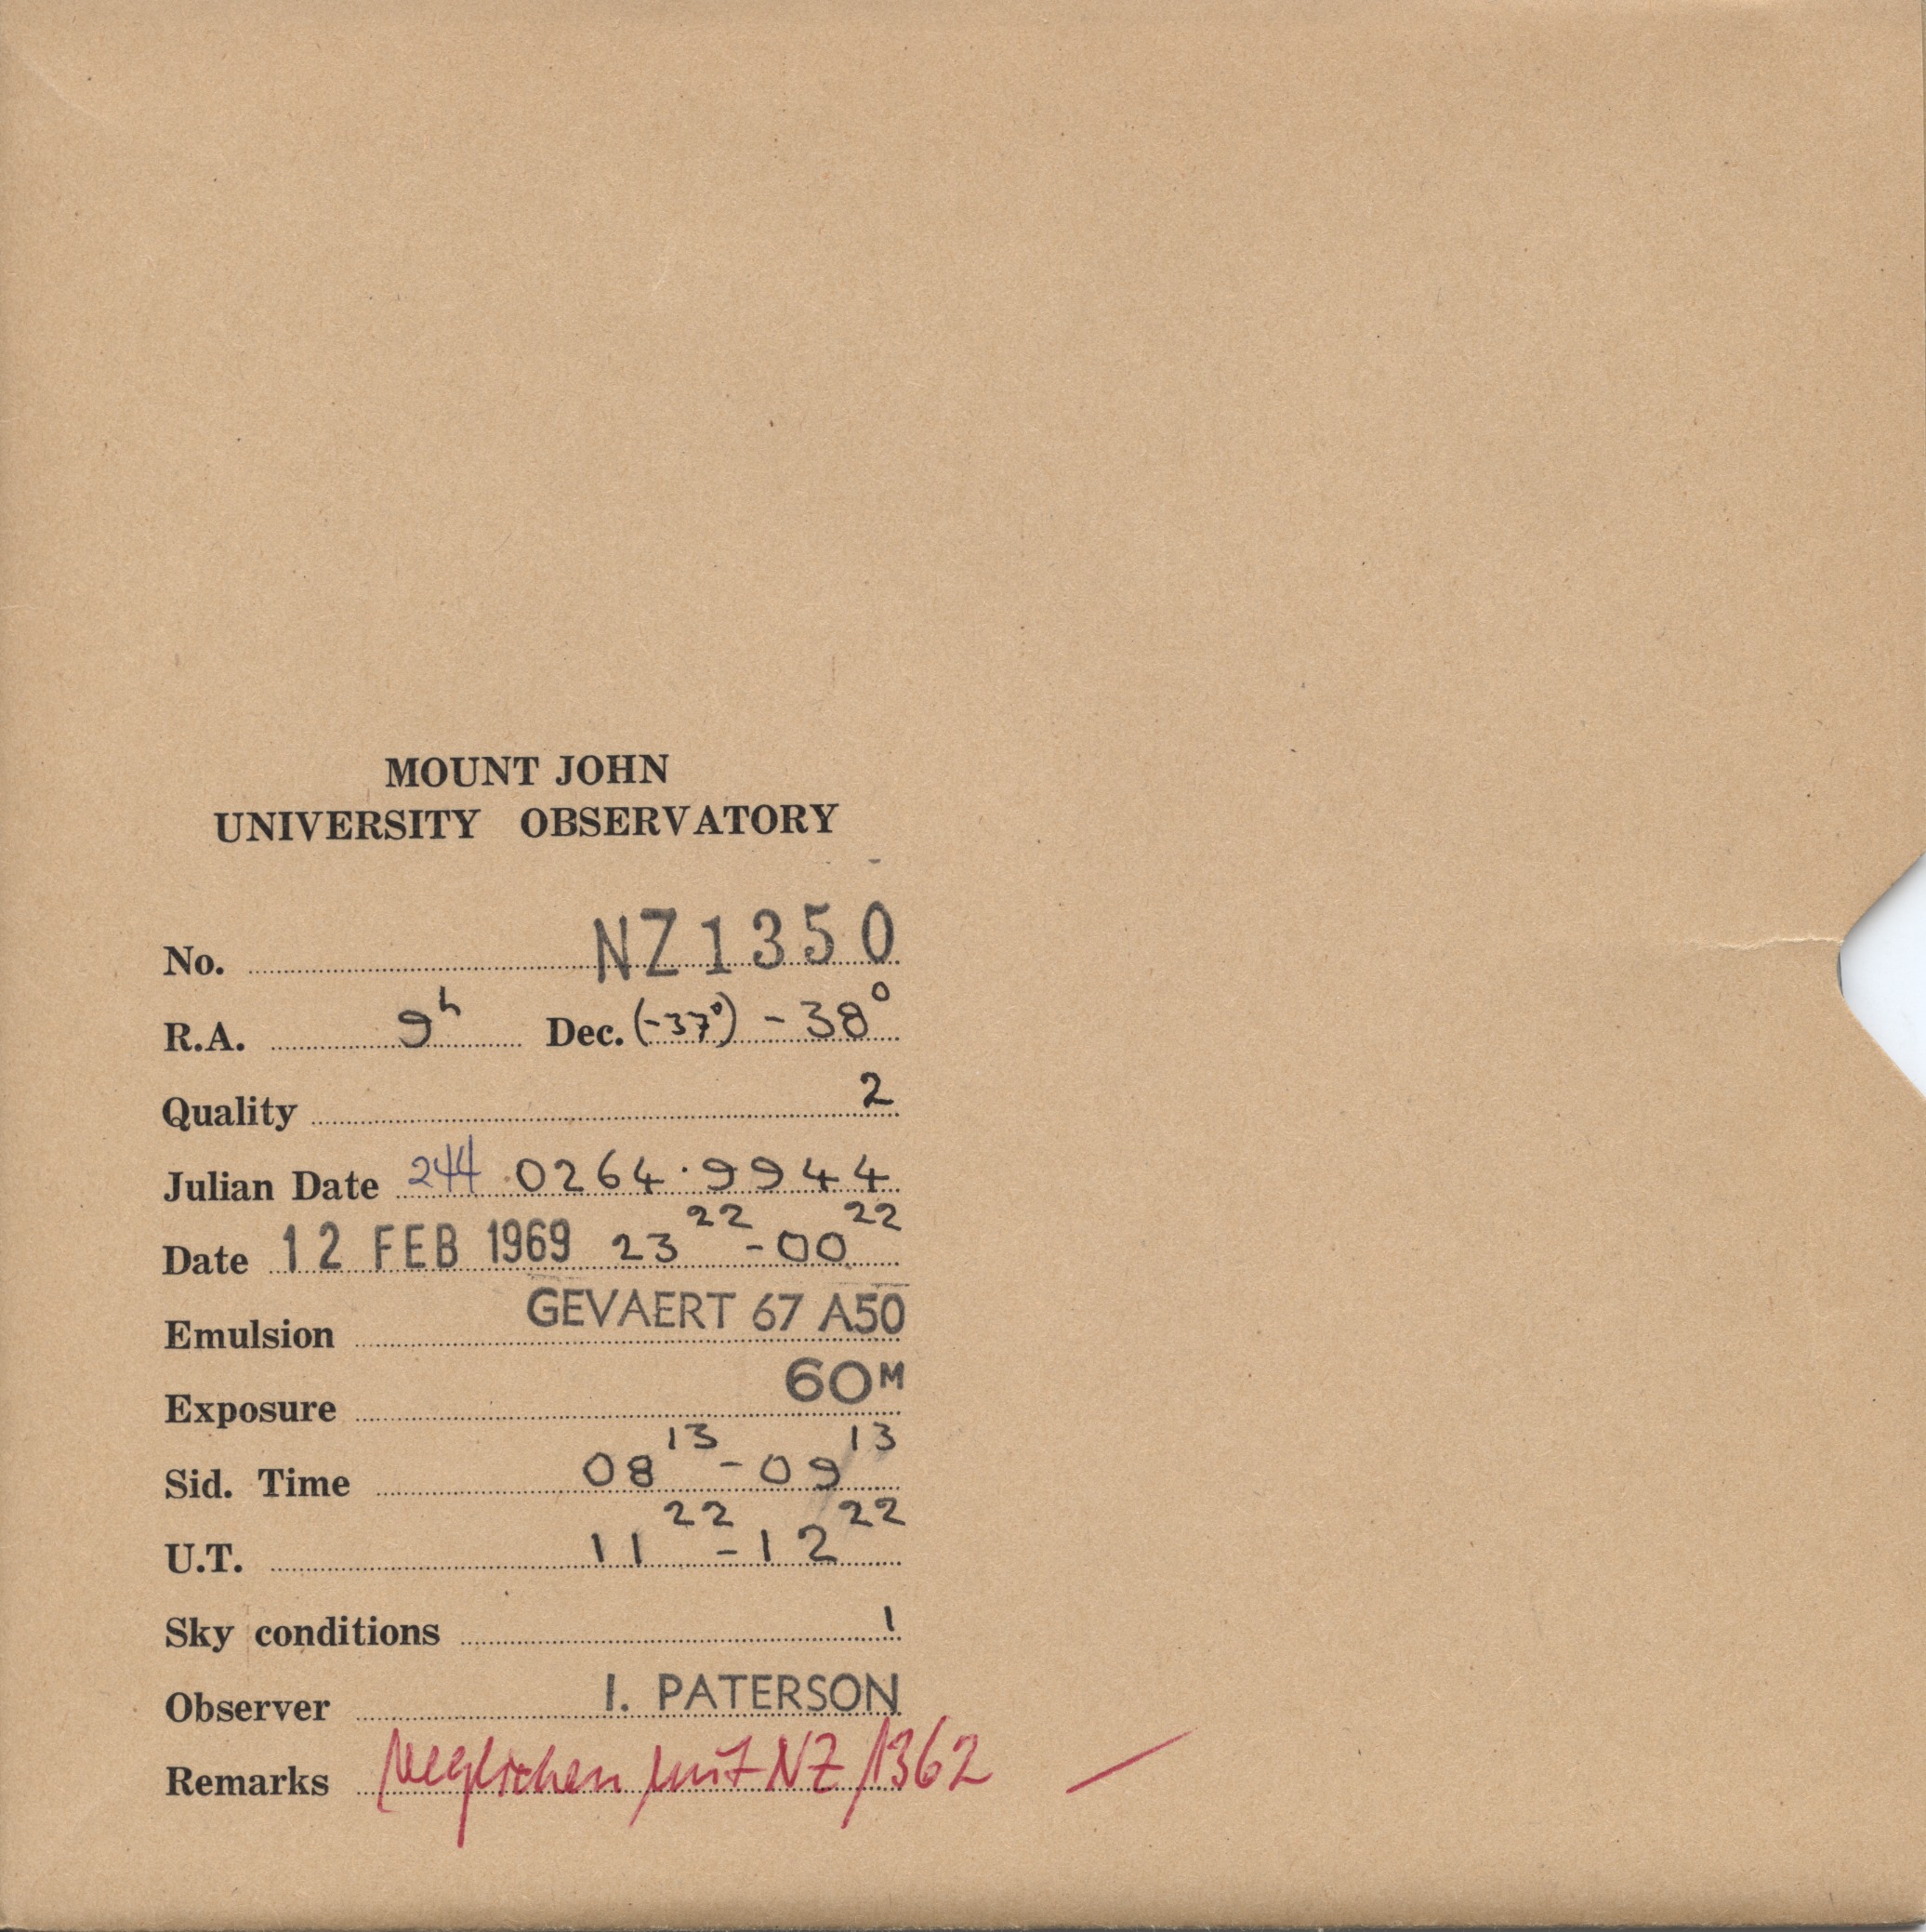 MOUNT JOHN
UNIVERSITY OBSERVATORY
No. NZ1350
R.A. 9h Dec. (-37°) - 38°
Quality 2
Julian Date 244 0264.9944
Date 12 FEB 1969 23 22 - 00 22
Emulsion GEVAERT 67 A50
Exposure 60M
Sid. Time 08 13 - 09 13
U.T. 11 22 - 12 22
Sky conditions 1
Observer I. PATERSON
Remarks verglichen mit NZ/1362 —